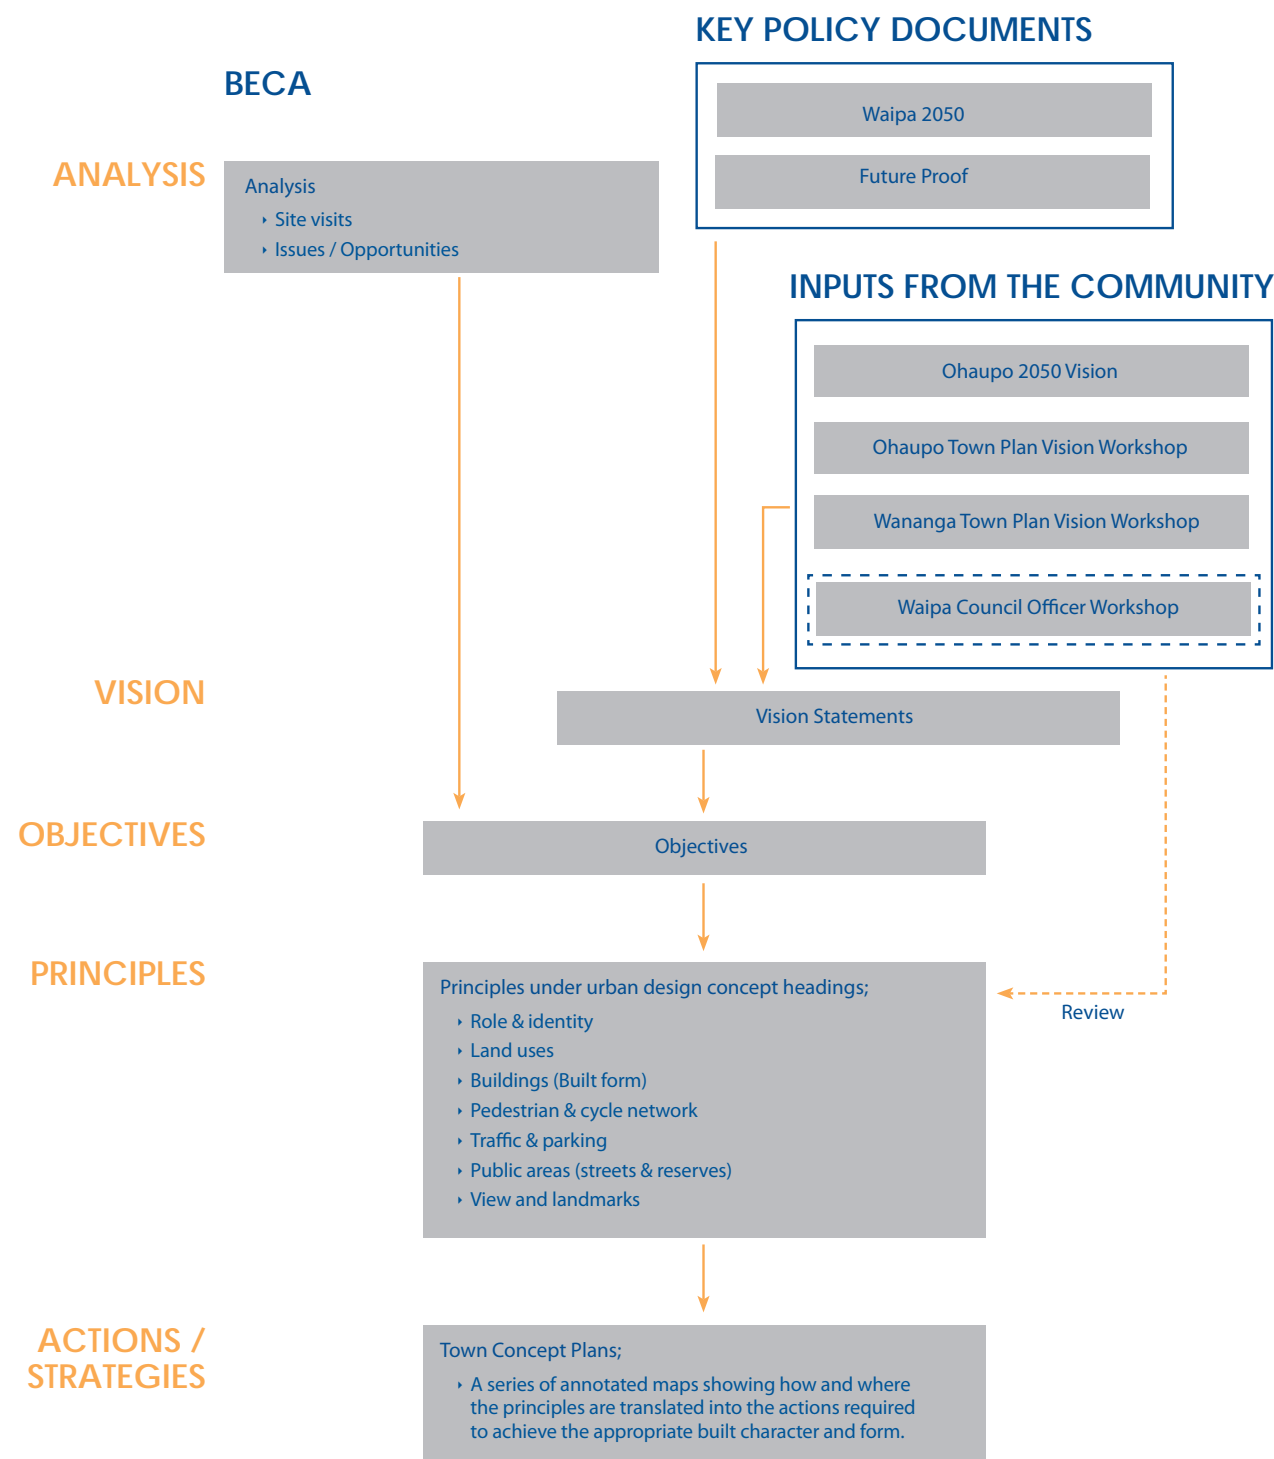 KEY POLICY DOCUMENTS
Waipa 2050
Future Proof
BECA
ANALYSIS
Analysis
‣ Site visits
‣ Issues / Opportunities
INPUTS FROM THE COMMUNITY
Ohaupo 2050 Vision
Ohaupo Town Plan Vision Workshop
Wananga Town Plan Vision Workshop
Waipa Council Officer Workshop
VISION
Vision Statements
OBJECTIVES
Objectives
PRINCIPLES
Principles under urban design concept headings;
‣ Role & identity
‣ Land uses
‣ Buildings (Built form)
‣ Pedestrian & cycle network
‣ Traffic & parking
‣ Public areas (streets & reserves)
‣ View and landmarks
Review
ACTIONS /
STRATEGIES
Town Concept Plans;
‣ A series of annotated maps showing how and where
the principles are translated into the actions required
to achieve the appropriate built character and form.